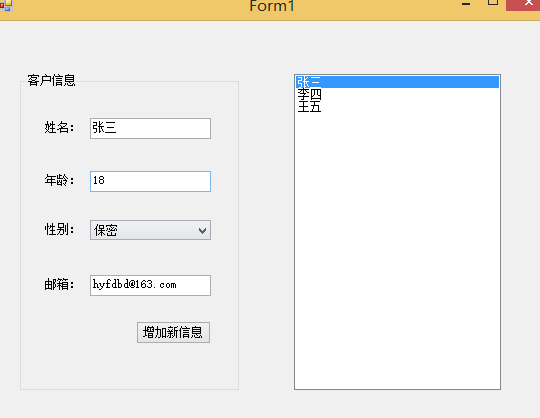 Form1
客户信息
姓名：
张三
年龄：
18
性别：
保密
邮箱：
hyfdbd@163.com
增加新信息
张三
李四
王五